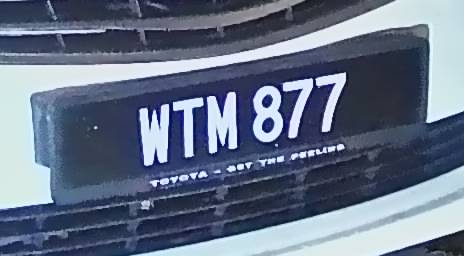 WTM 877
TOYOTA - GET THE FEELING